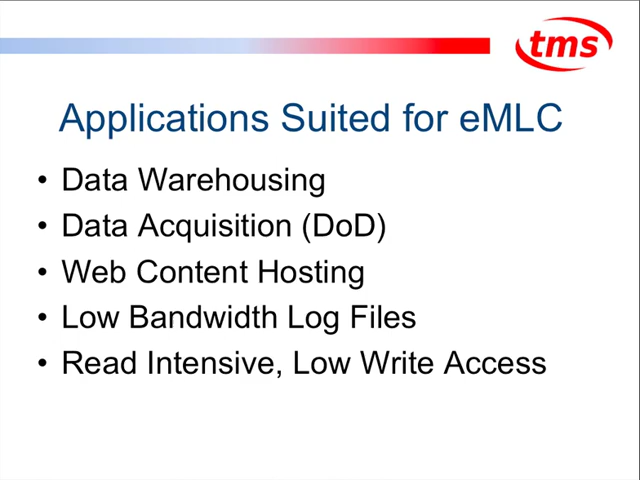 tms
Applications Suited for eMLC
• Data Warehousing
• Data Acquisition (DoD)
• Web Content Hosting
• Low Bandwidth Log Files
• Read Intensive, Low Write Access